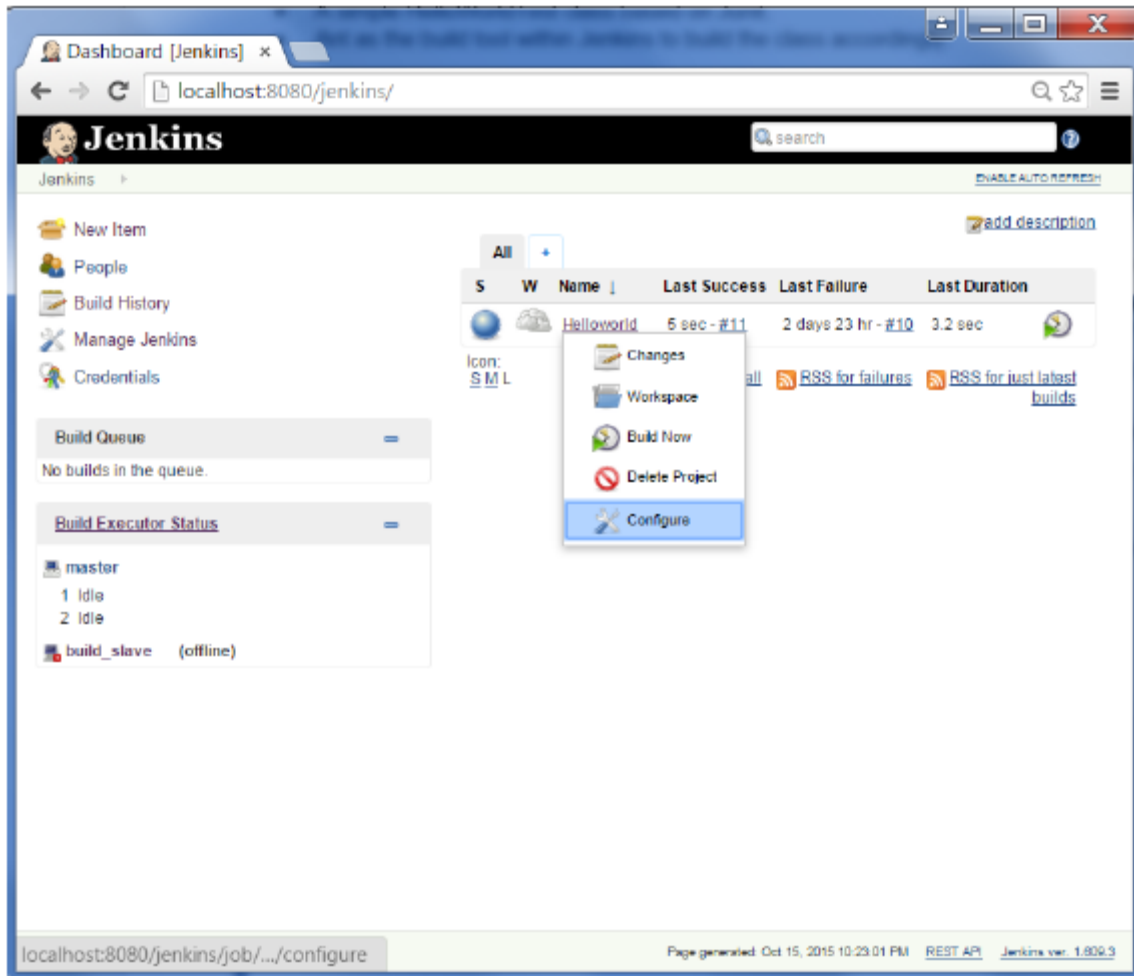 Dashboard [Jenkins] ×
localhost:8080/jenkins/
Jenkins
search
Jenkins
ENABLE AUTO REFRESH
New Item
People
Build History
Manage Jenkins
Credentials
Build Queue
No builds in the queue.
Build Executor Status
master
1 Idle
2 Idle
build_slave (offline)
add description
All +
S W Name ↓ Last Success Last Failure Last Duration
Helloworld 5 sec - #11 2 days 23 hr - #10 3.2 sec
Icon:
S M L
all RSS for failures RSS for just latest
builds
Changes
Workspace
Build Now
Delete Project
Configure
localhost:8080/jenkins/job/.../configure
Page generated: Oct 15, 2015 10:23:01 PM REST API Jenkins ver. 1.609.3